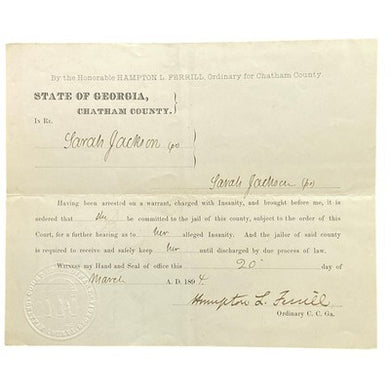 By the Honorable HAMPTON L. FERRILL, Ordinary for Chatham County.
STATE OF GEORGIA,
CHATHAM COUNTY.
IN RE.
Sarah Jackson
Sarah Jackson
Having been arrested on a warrant, charged with Insanity, and brought before me, it is
ordered that she be committed to the jail of this county, subject to the order of this
Court, for a further hearing as to her alleged Insanity. And the jailer of said county
is required to receive and safely keep her until discharged by due process of law.
WITNESS my Hand and Seal of office this 20 day of
March A. D. 1894.
Hampton L. Ferrill
Ordinary C. C. Ga.